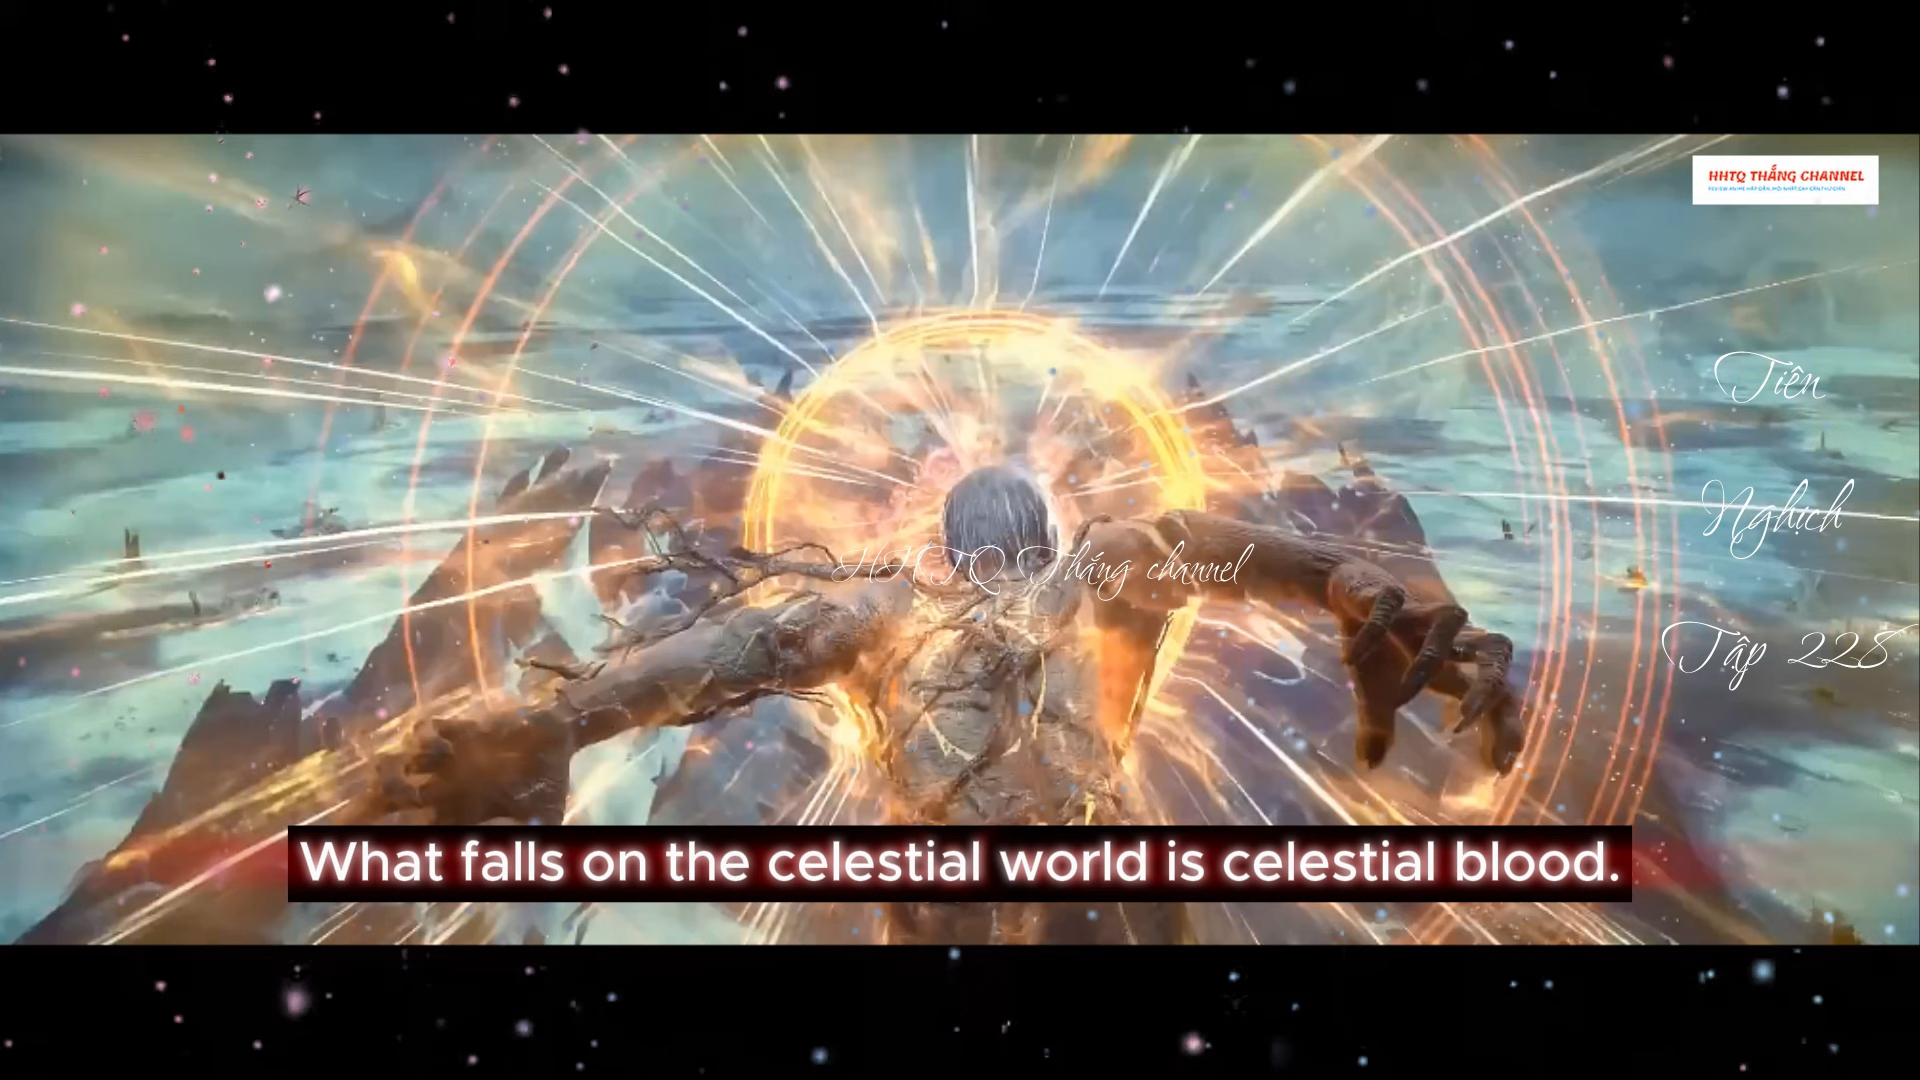 HHTQ THẮNG CHANNEL
Tiên
Nghịch
HHTQ Thắng channel
Tập 228
What falls on the celestial world is celestial blood.